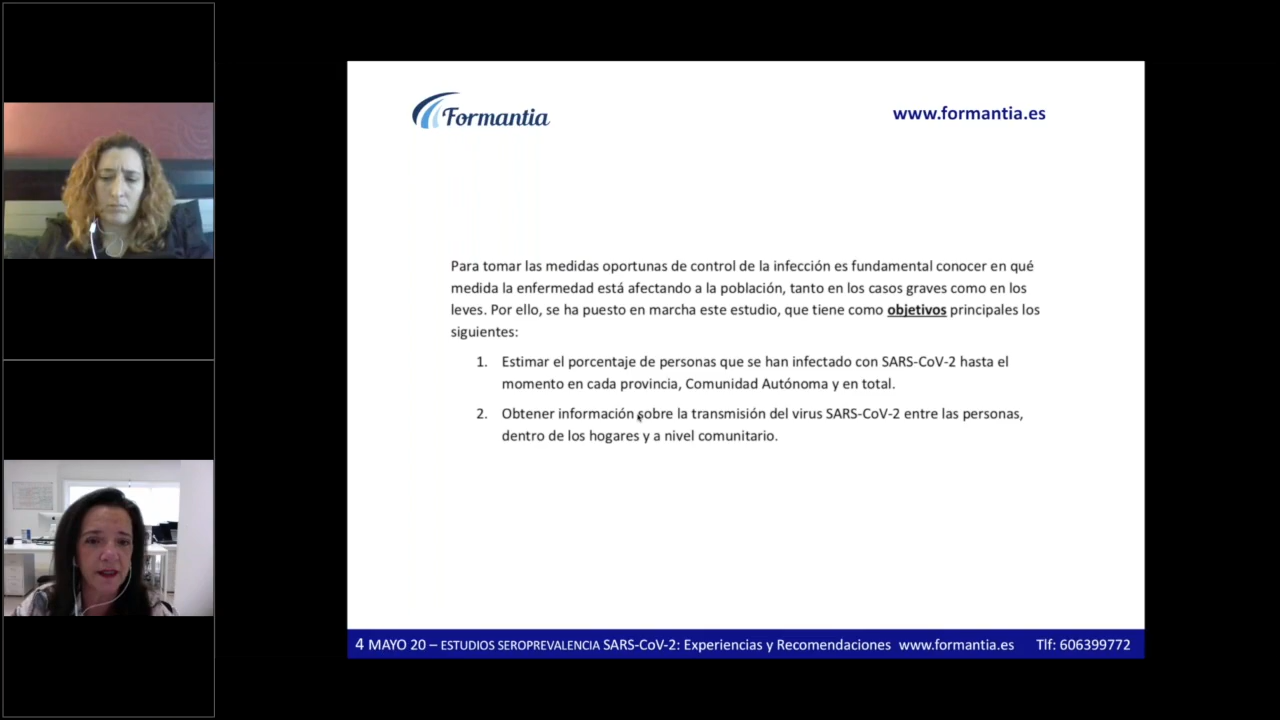 Formantia
www.formantia.es
Para tomar las medidas oportunas de control de la infección es fundamental conocer en qué
medida la enfermedad está afectando a la población, tanto en los casos graves como en los
leves. Por ello, se ha puesto en marcha este estudio, que tiene como objetivos principales los
siguientes:
1. Estimar el porcentaje de personas que se han infectado con SARS-CoV-2 hasta el
momento en cada provincia, Comunidad Autónoma y en total.
2. Obtener información sobre la transmisión del virus SARS-CoV-2 entre las personas,
dentro de los hogares y a nivel comunitario.
4 MAYO 20 – ESTUDIOS SEROPREVALENCIA SARS-CoV-2: Experiencias y Recomendaciones www.formantia.es Tlf: 606399772